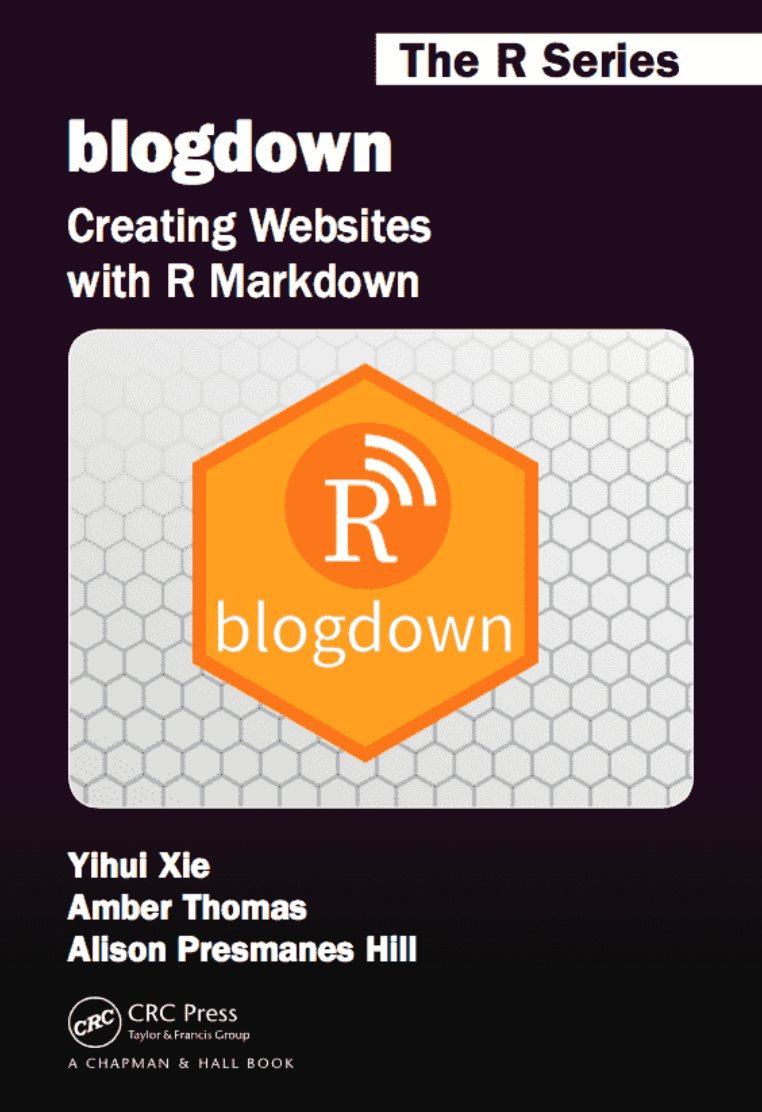 The R Series
blogdown
Creating Websites
with R Markdown
R
blogdown
Yihui Xie
Amber Thomas
Alison Presmanes Hill
CRC
CRC Press
Taylor & Francis Group
A CHAPMAN & HALL BOOK